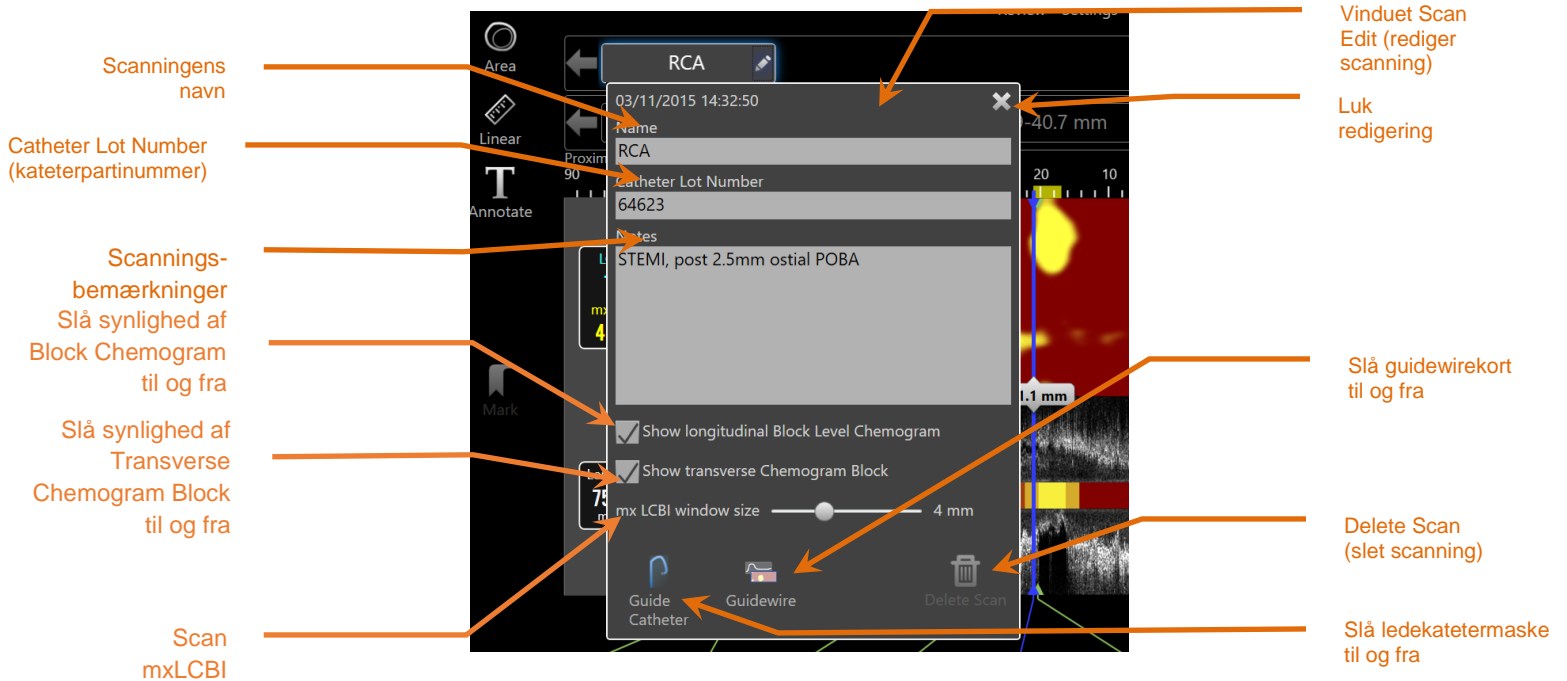 Scanningens
navn
Catheter Lot Number
(kateterpartinummer)
Scannings-
bemærkninger
Slå synlighed af
Block Chemogram
til og fra
Slå synlighed af
Transverse
Chemogram Block
til og fra
Scan
mxLCBI
Area
Linear
Annotate
Mark
RCA
03/11/2015 14:32:50
Name
RCA
Catheter Lot Number
64623
Notes
STEMI, post 2.5mm ostial POBA
Show longitudinal Block Level Chemogram
Show transverse Chemogram Block
mx LCBI window size 4 mm
Guide
Catheter
Guidewire
Delete Scan
-40.7 mm
90
20 10
1.1 mm
Vinduet Scan
Edit (rediger
scanning)
Luk
redigering
Slå guidewirekort
til og fra
Delete Scan
(slet scanning)
Slå ledekatetermaske
til og fra